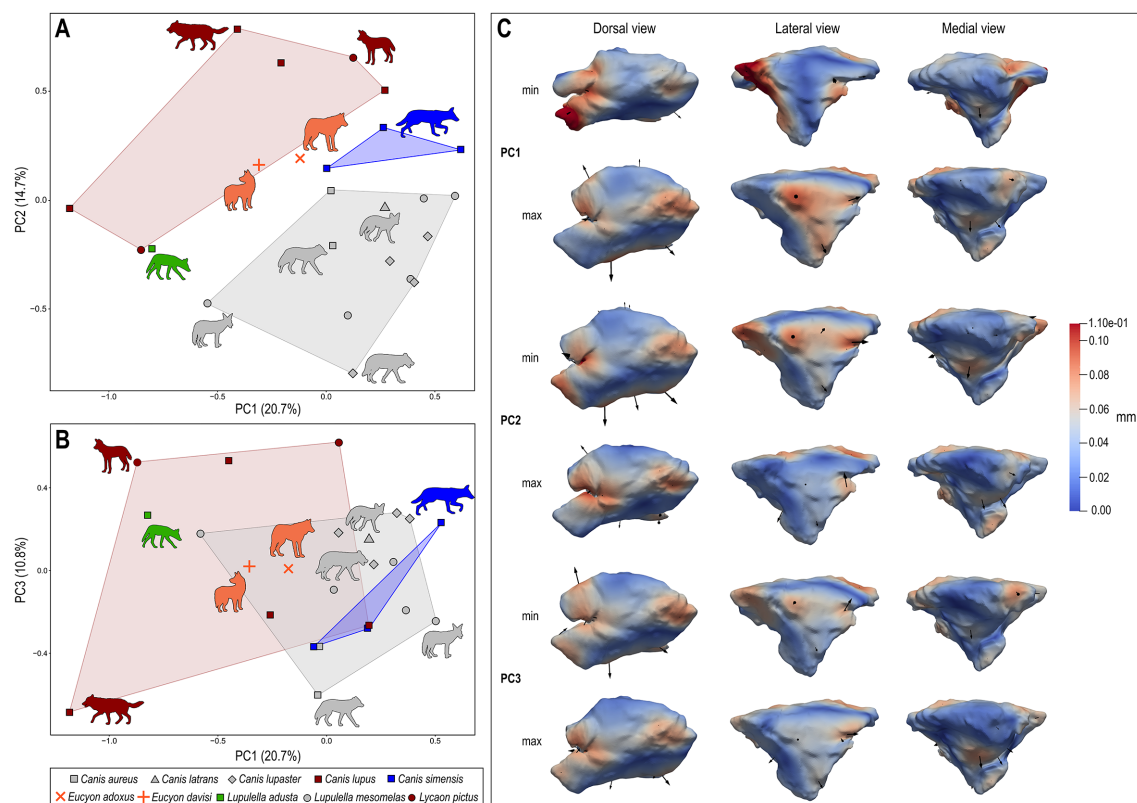 A
PC2 (14.7%)
0.5
0.0
−0.5
−1.0
−0.5
0.0
0.5
PC1 (20.7%)
B
PC3 (10.8%)
0.4
0.0
−0.4
−1.0
−0.5
0.0
0.5
PC1 (20.7%)
Canis aureus Canis latrans Canis lupaster Canis lupus Canis simensis
Eucyon adoxus Eucyon davisi Lupulella adusta Lupulella mesomelas Lycaon pictus
C
Dorsal view Lateral view Medial view
min
PC1
max
min
PC2
max
min
PC3
max
1.10e-01
0.10
0.08
0.06
mm
0.04
0.02
0.00